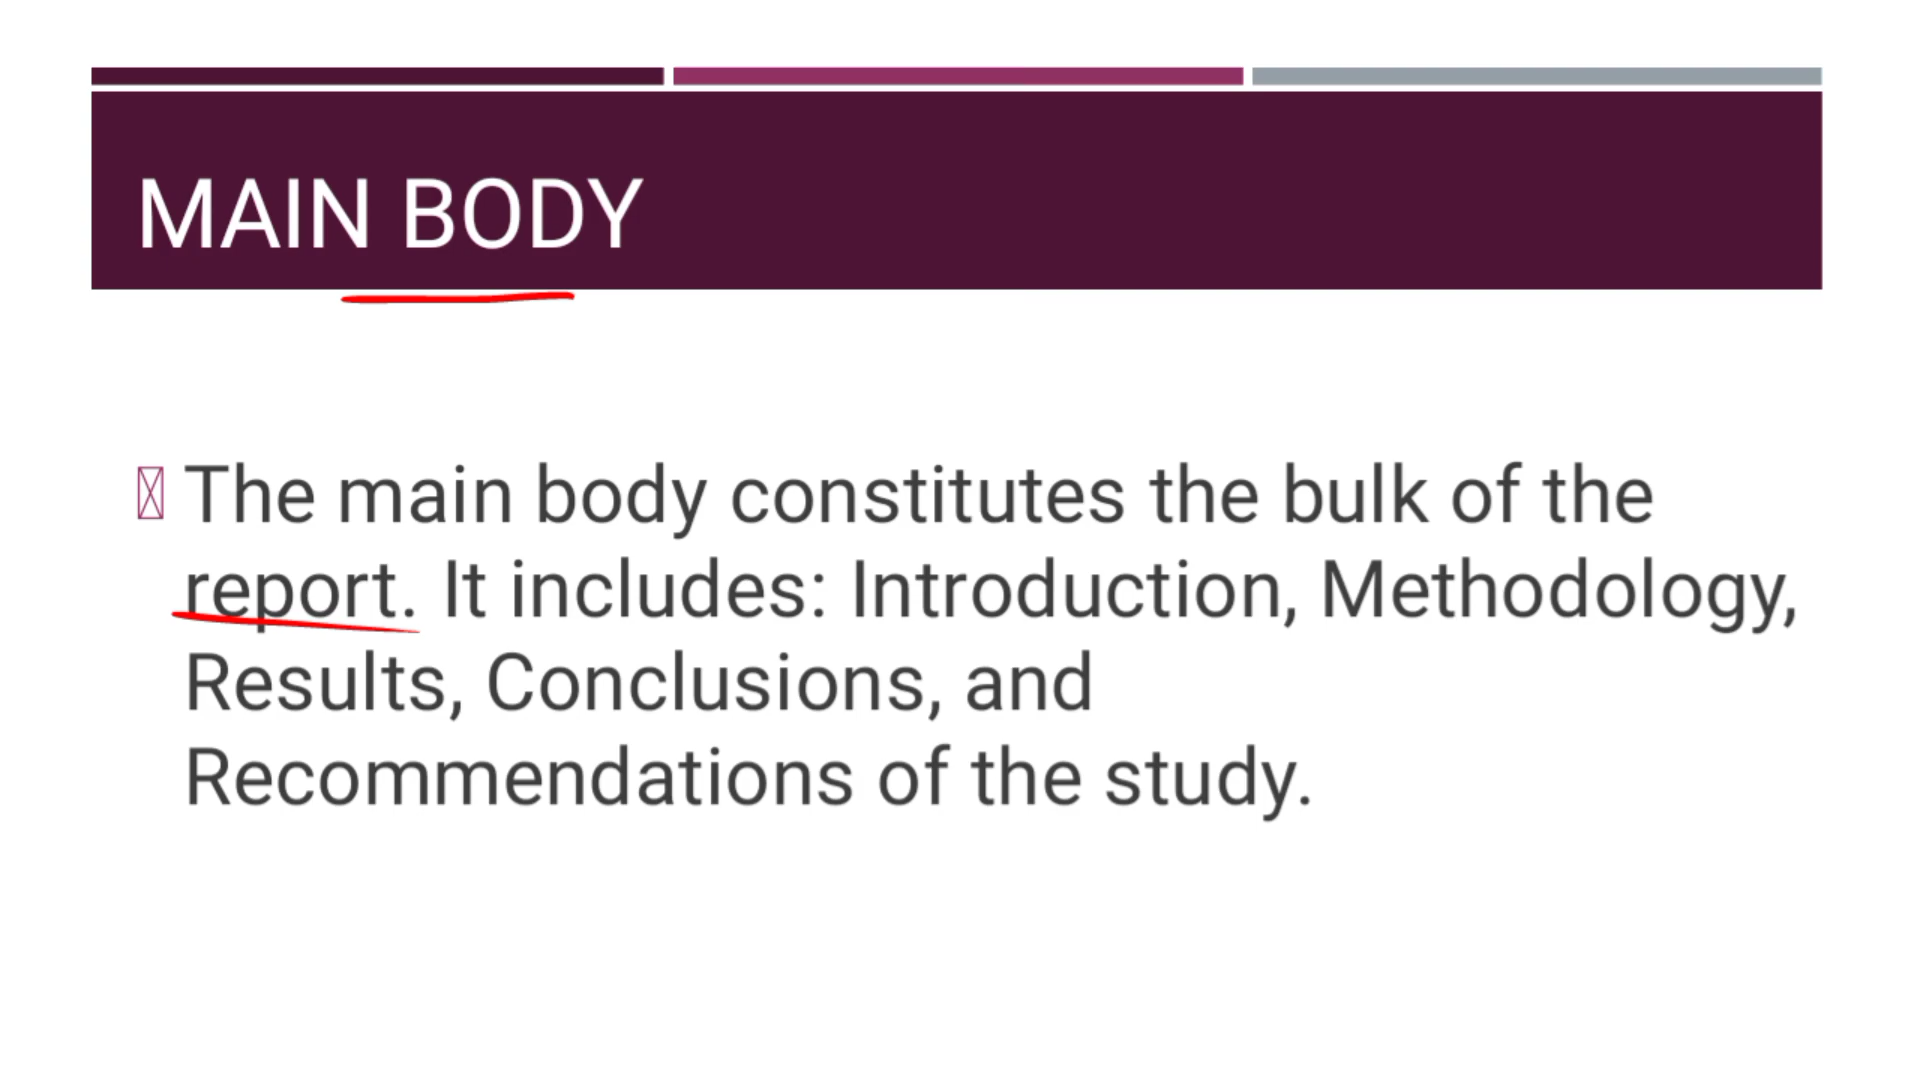 MAIN BODY
The main body constitutes the bulk of the
report. It includes: Introduction, Methodology,
Results, Conclusions, and
Recommendations of the study.